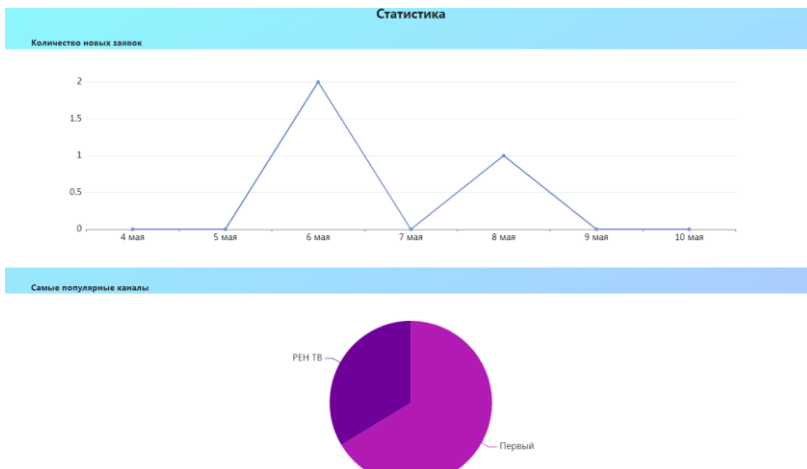 Статистика
Количество новых заявок
2
1.5
1
0.5
0
4 мая 5 мая 6 мая 7 мая 8 мая 9 мая 10 мая
Самые популярные каналы
РЕН ТВ
Первый